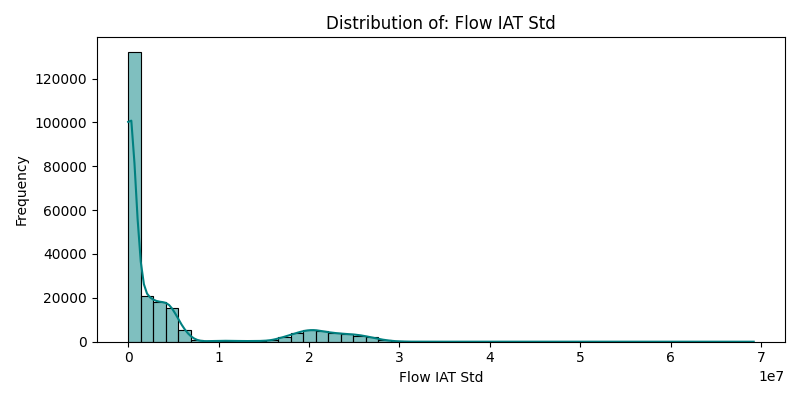 Distribution of: Flow IAT Std
Frequency
120000
100000
80000
60000
40000
20000
0
0 1 2 3 4 5 6 7
1e7
Flow IAT Std